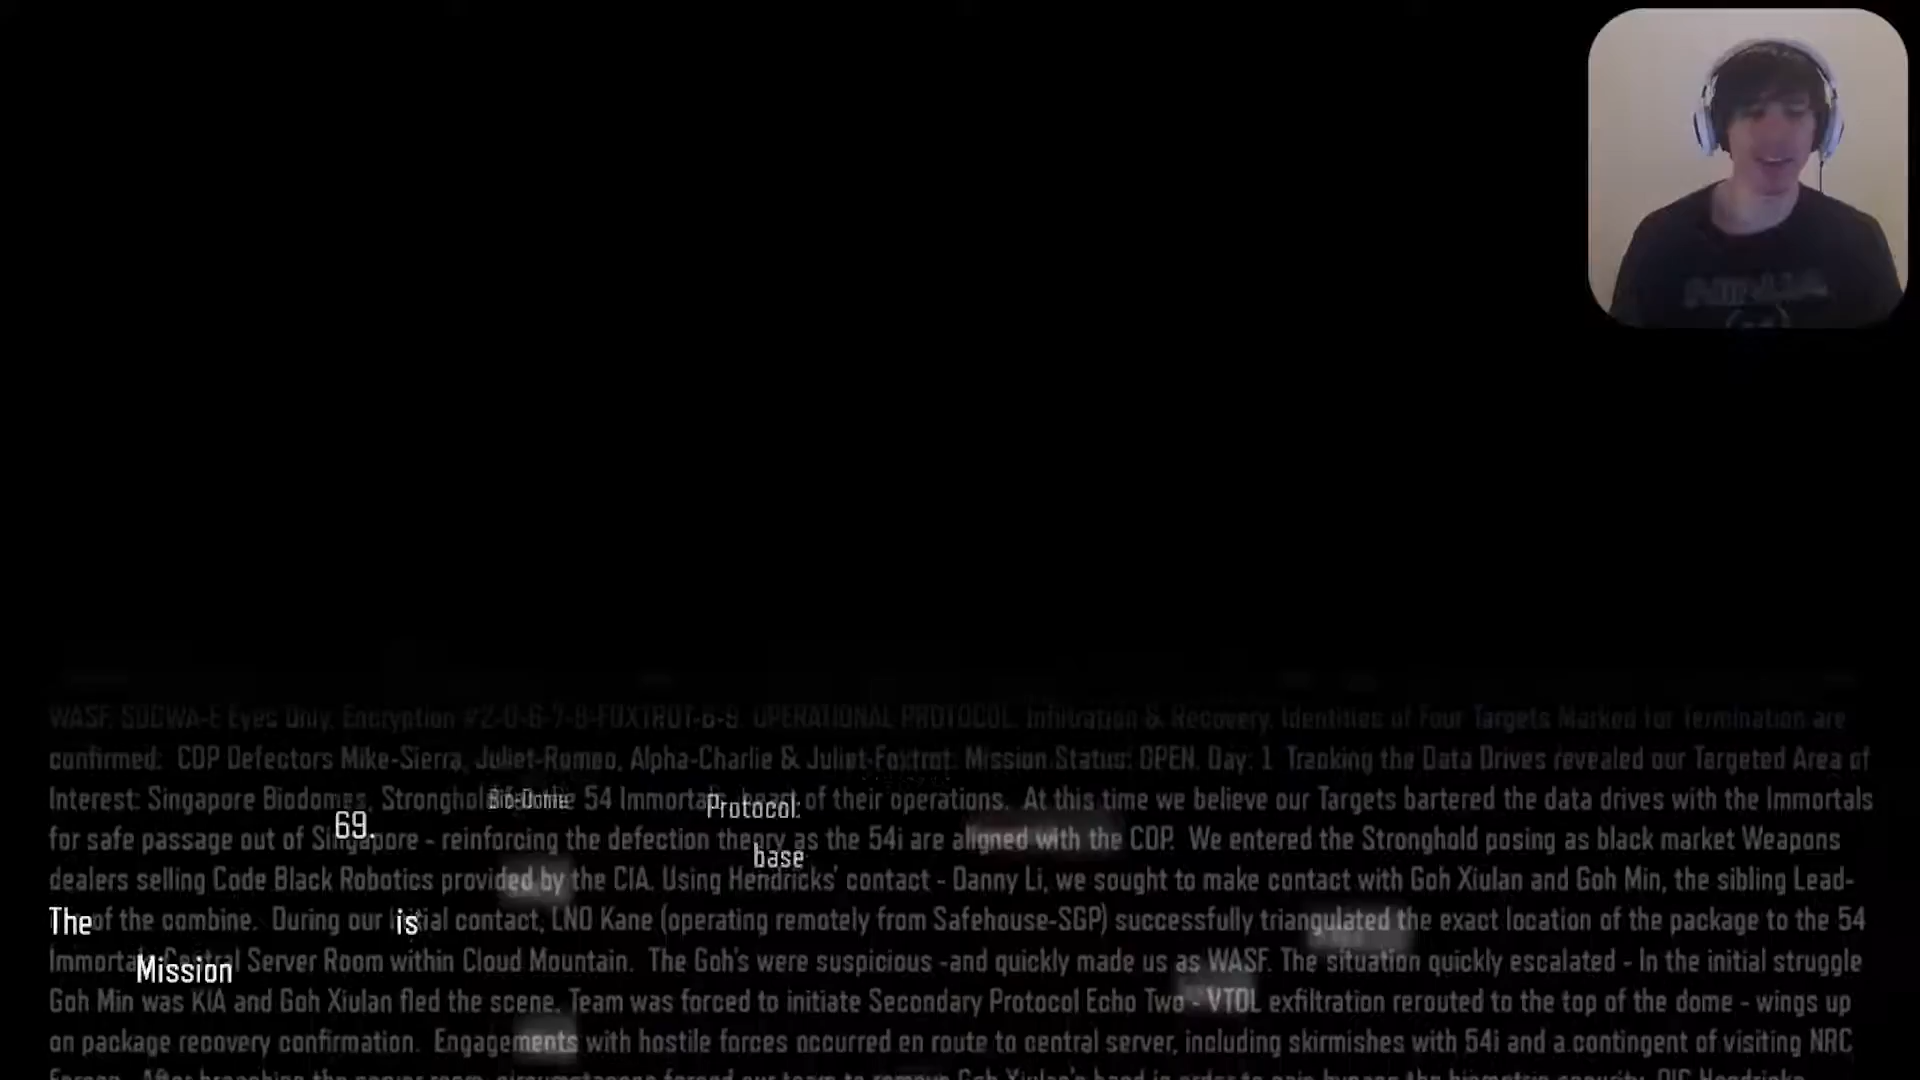 WASF, SOCWA-E Eyes Only, Encryption #2-0-6-7-9-FOXTROT-6-9. OPERATIONAL PROTOCOL. Infiltration & Recovery. Identities of Four Targets Marked for Termination are
confirmed: CDP Defectors Mike-Sierra, Juliet-Romeo, Alpha-Charlie & Juliet-Foxtrot. Mission Status: OPEN. Day: 1 Tracking the Data Drives revealed our Targeted Area of
Interest: Singapore Biodomes, Stronghold 54 Immortals, heart of their operations. At this time we believe our Targets bartered the data drives with the Immortals
Bio-Dome
Protocol:
69.
for safe passage out of Singapore - reinforcing the defection theory as the 54i are aligned with the CDP. We entered the Stronghold posing as black market Weapons
base
dealers selling Code Black Robotics provided by the CIA. Using Hendricks' contact - Danny Li, we sought to make contact with Goh Xiulan and Goh Min, the sibling Lead-
The is
of the combine. During our initial contact, LNO Kane (operating remotely from Safehouse-SGP) successfully triangulated the exact location of the package to the 54
Mission
Immortal Central Server Room within Cloud Mountain. The Goh's were suspicious -and quickly made us as WASF. The situation quickly escalated - In the initial struggle
Goh Min was KIA and Goh Xiulan fled the scene. Team was forced to initiate Secondary Protocol Echo Two - VTOL exfiltration rerouted to the top of the dome - wings up
on package recovery confirmation. Engagements with hostile forces occurred en route to central server, including skirmishes with 54i and a contingent of visiting NRC